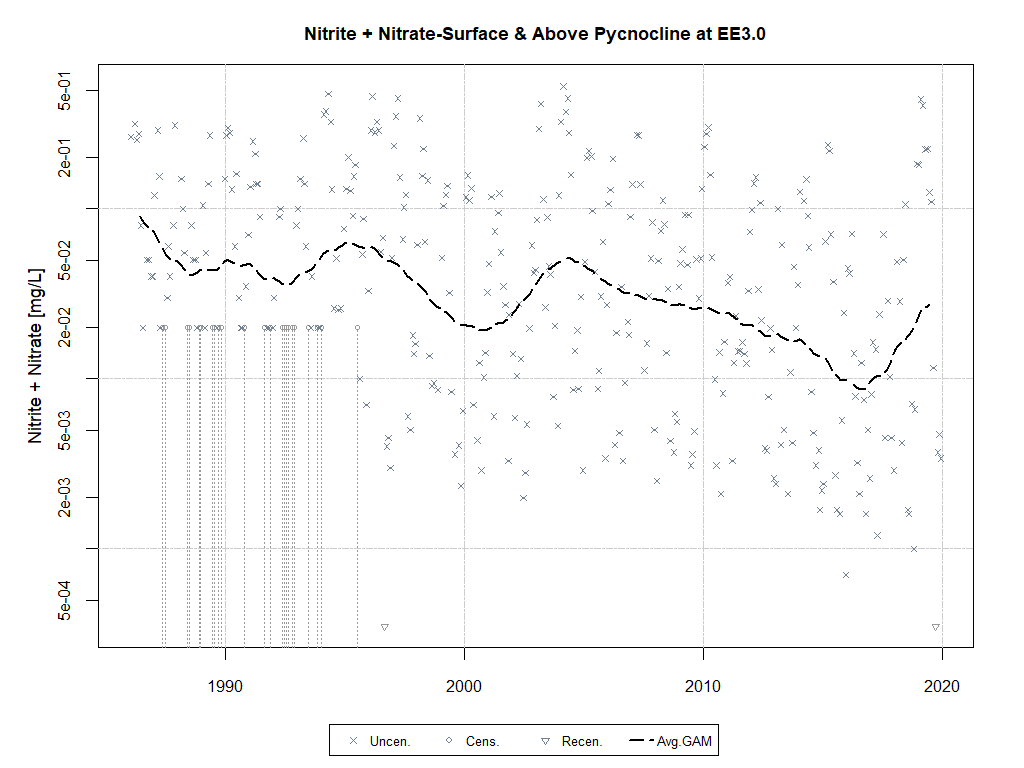 Nitrite + Nitrate-Surface & Above Pycnocline at EE3.0
Nitrite + Nitrate [mg/L]
5e-01
2e-01
5e-02
2e-02
5e-03
2e-03
5e-04
1990 2000 2010 2020
Uncen. Cens. Recen. Avg.GAM